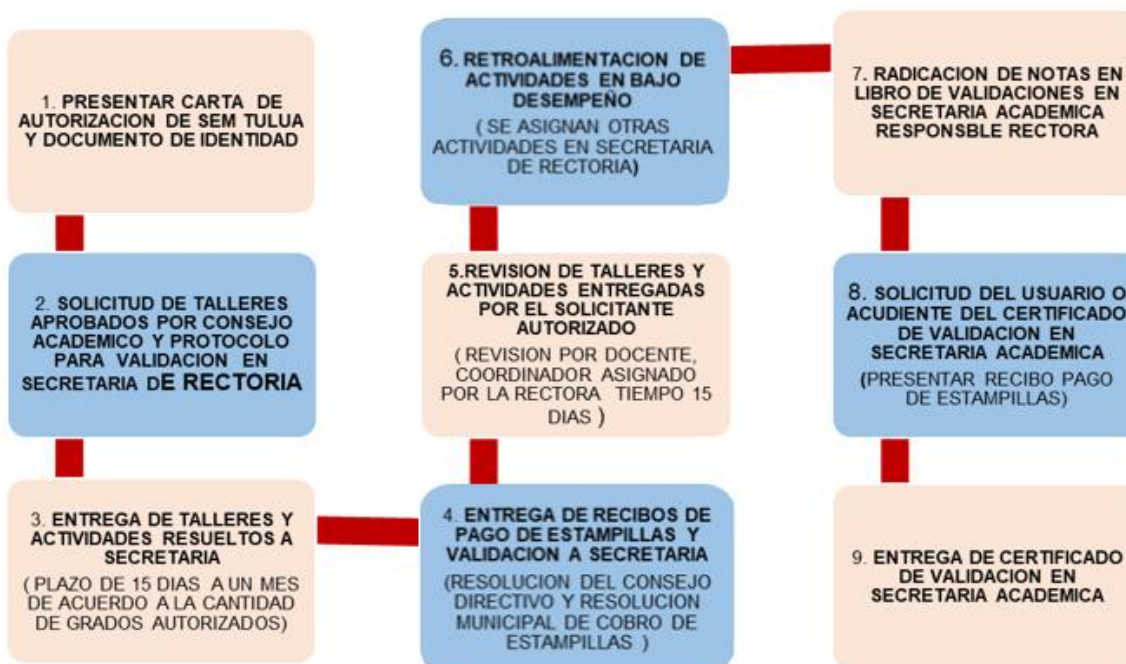 1. PRESENTAR CARTA DE
AUTORIZACION DE SEM TULUA
Y DOCUMENTO DE IDENTIDAD
2. SOLICITUD DE TALLERES
APROBADOS POR CONSEJO
ACADEMICO Y PROTOCOLO
PARA VALIDACION EN
SECRETARIA DE RECTORIA
3. ENTREGA DE TALLERES Y
ACTIVIDADES RESUELTOS A
SECRETARIA
( PLAZO DE 15 DIAS A UN MES
DE ACUERDO A LA CANTIDAD
DE GRADOS AUTORIZADOS)
4. ENTREGA DE RECIBOS DE
PAGO DE ESTAMPILLAS Y
VALIDACION A SECRETARIA
(RESOLUCION DEL CONSEJO
DIRECTIVO Y RESOLUCION
MUNICIPAL DE COBRO DE
ESTAMPILLAS )
5.REVISION DE TALLERES Y
ACTIVIDADES ENTREGADAS
POR EL SOLICITANTE
AUTORIZADO
( REVISION POR DOCENTE,
COORDINADOR ASIGNADO
POR LA RECTORA TIEMPO 15
DIAS )
6. RETROALIMENTACION DE
ACTIVIDADES EN BAJO
DESEMPEÑO
( SE ASIGNAN OTRAS
ACTIVIDADES EN SECRETARIA
DE RECTORIA)
7. RADICACION DE NOTAS EN
LIBRO DE VALIDACIONES EN
SECRETARIA ACADEMICA
RESPONSBLE RECTORA
8. SOLICITUD DEL USUARIO O
ACUDIENTE DEL CERTIFICADO
DE VALIDACION EN
SECRETARIA ACADEMICA
(PRESENTAR RECIBO PAGO
DE ESTAMPILLAS)
9. ENTREGA DE CERTIFICADO
DE VALIDACION EN
SECRETARIA ACADEMICA